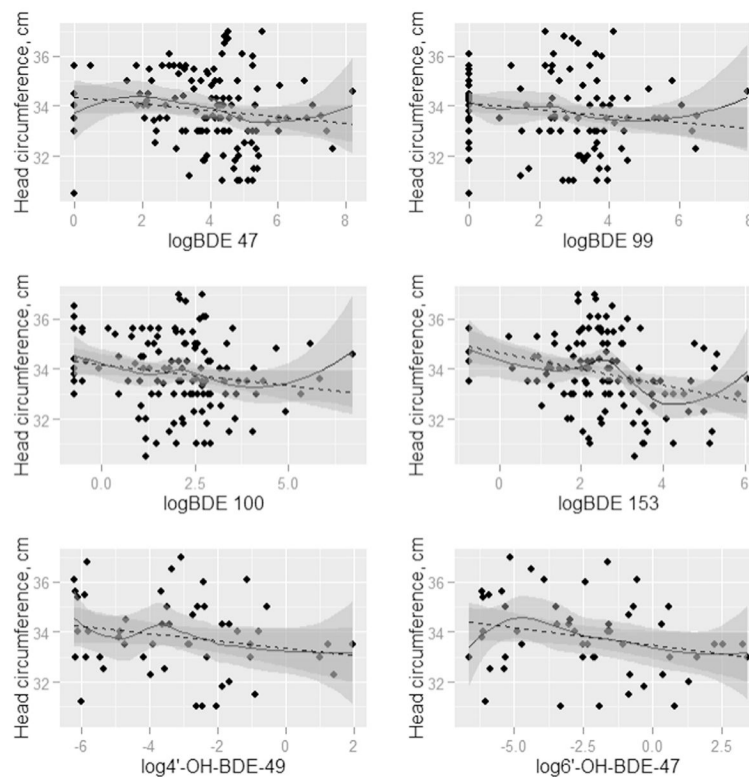 Head circumference, cm
36
34
32
0 2 4 6 8
logBDE 47
Head circumference, cm
36
34
32
0 2 4 6 8
logBDE 99
Head circumference, cm
36
34
32
0.0 2.5 5.0
logBDE 100
Head circumference, cm
36
34
32
0 2 4 6
logBDE 153
Head circumference, cm
36
34
32
-6 -4 -2 0 2
log4'-OH-BDE-49
Head circumference, cm
36
34
32
-5.0 -2.5 0.0 2.5
log6'-OH-BDE-47